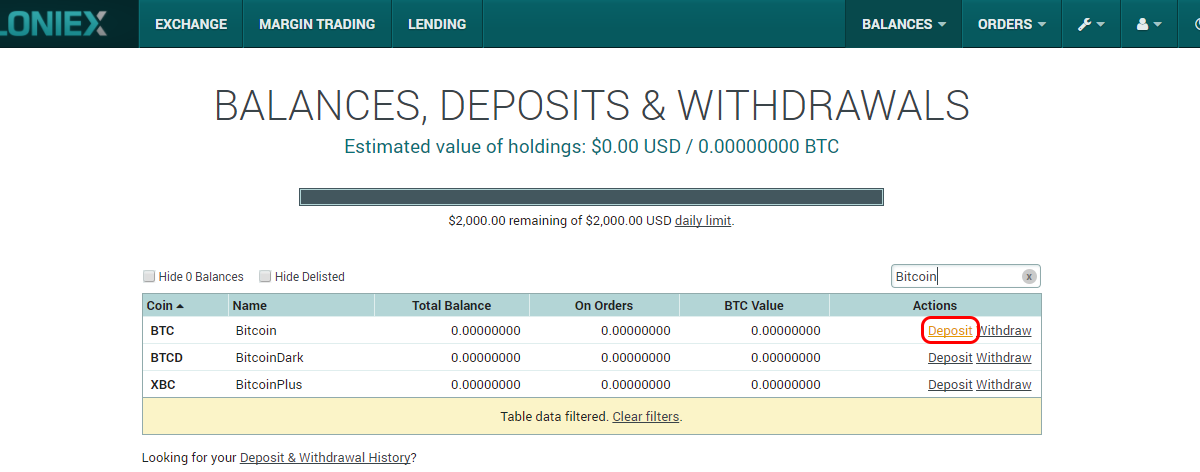 LONIEX EXCHANGE MARGIN TRADING LENDING BALANCES ORDERS
BALANCES, DEPOSITS & WITHDRAWALS
Estimated value of holdings: $0.00 USD / 0.00000000 BTC
$2,000.00 remaining of $2,000.00 USD daily limit.
Hide 0 Balances Hide Delisted Bitcoin x
Coin Name Total Balance On Orders BTC Value Actions
BTC Bitcoin 0.00000000 0.00000000 0.00000000 Deposit Withdraw
BTCD BitcoinDark 0.00000000 0.00000000 0.00000000 Deposit Withdraw
XBC BitcoinPlus 0.00000000 0.00000000 0.00000000 Deposit Withdraw
Table data filtered. Clear filters.
Looking for your Deposit & Withdrawal History?